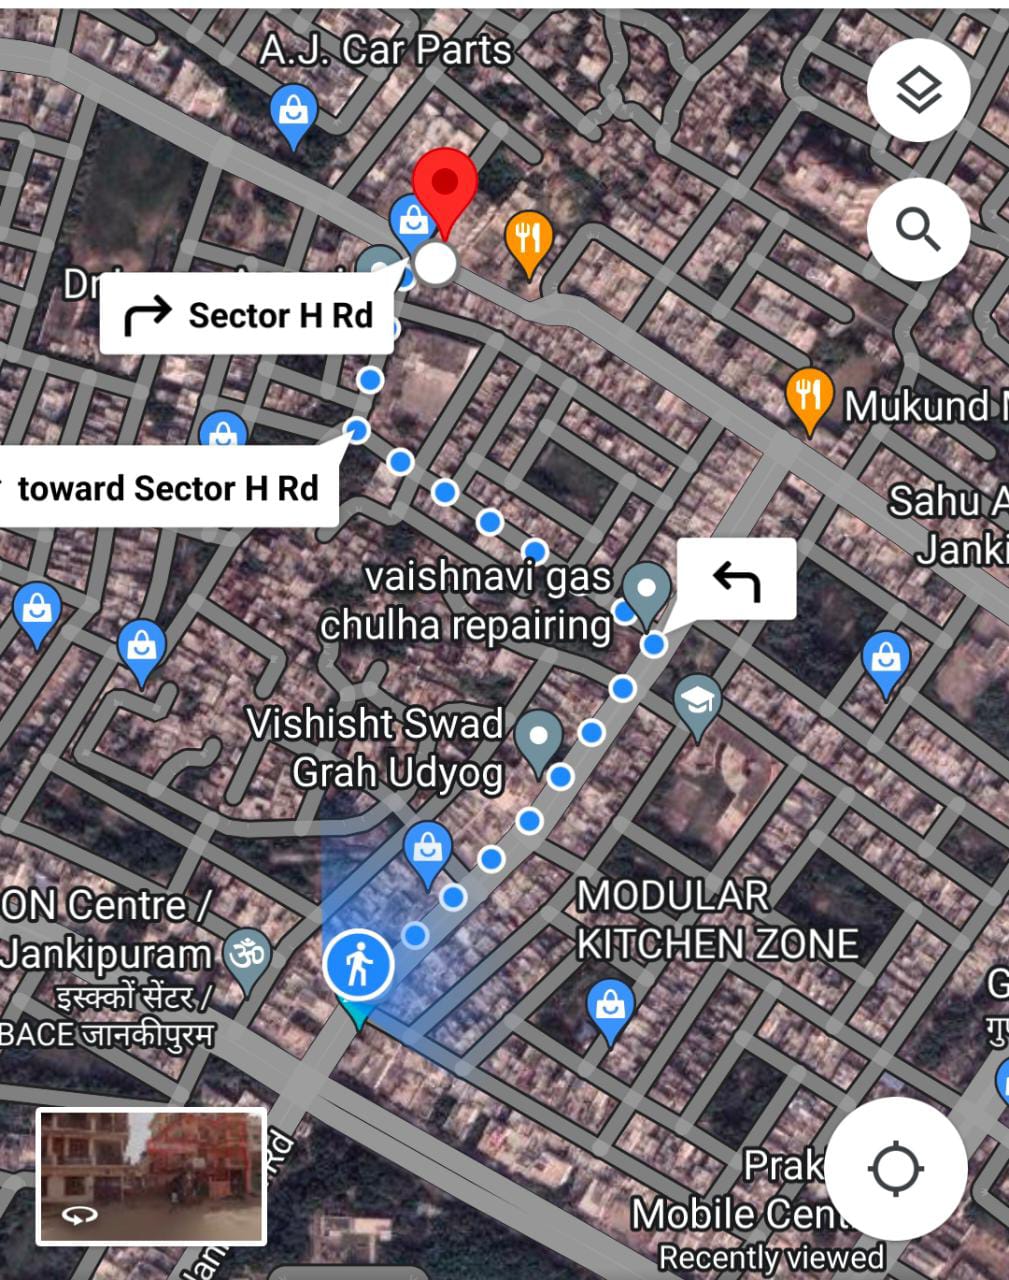 A.J. Car Parts
Sector H Rd
Mukund
toward Sector H Rd
Sahu A
Janki
vaishnavi gas
chulha repairing
Vishisht Swad
Grah Udyog
MODULAR
KITCHEN ZONE
ON Centre /
Jankipuram
इस्कों सेंटर /
BACE जानकीपुरम
G
Rd
Jan
Prak
Mobile Cent
Recently viewed